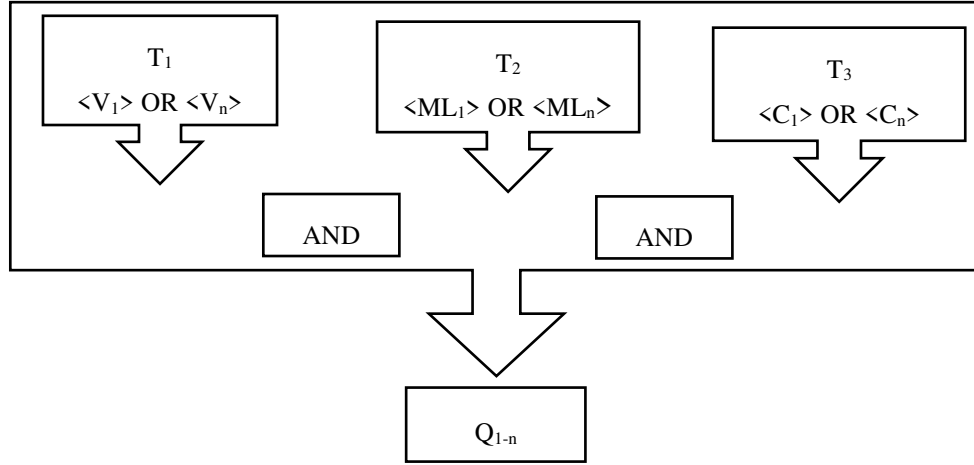 T₁
<V₁> OR <Vₙ>
T₂
<ML₁> OR <MLₙ>
T₃
<C₁> OR <Cₙ>
AND
AND
Q₁₋ₙ